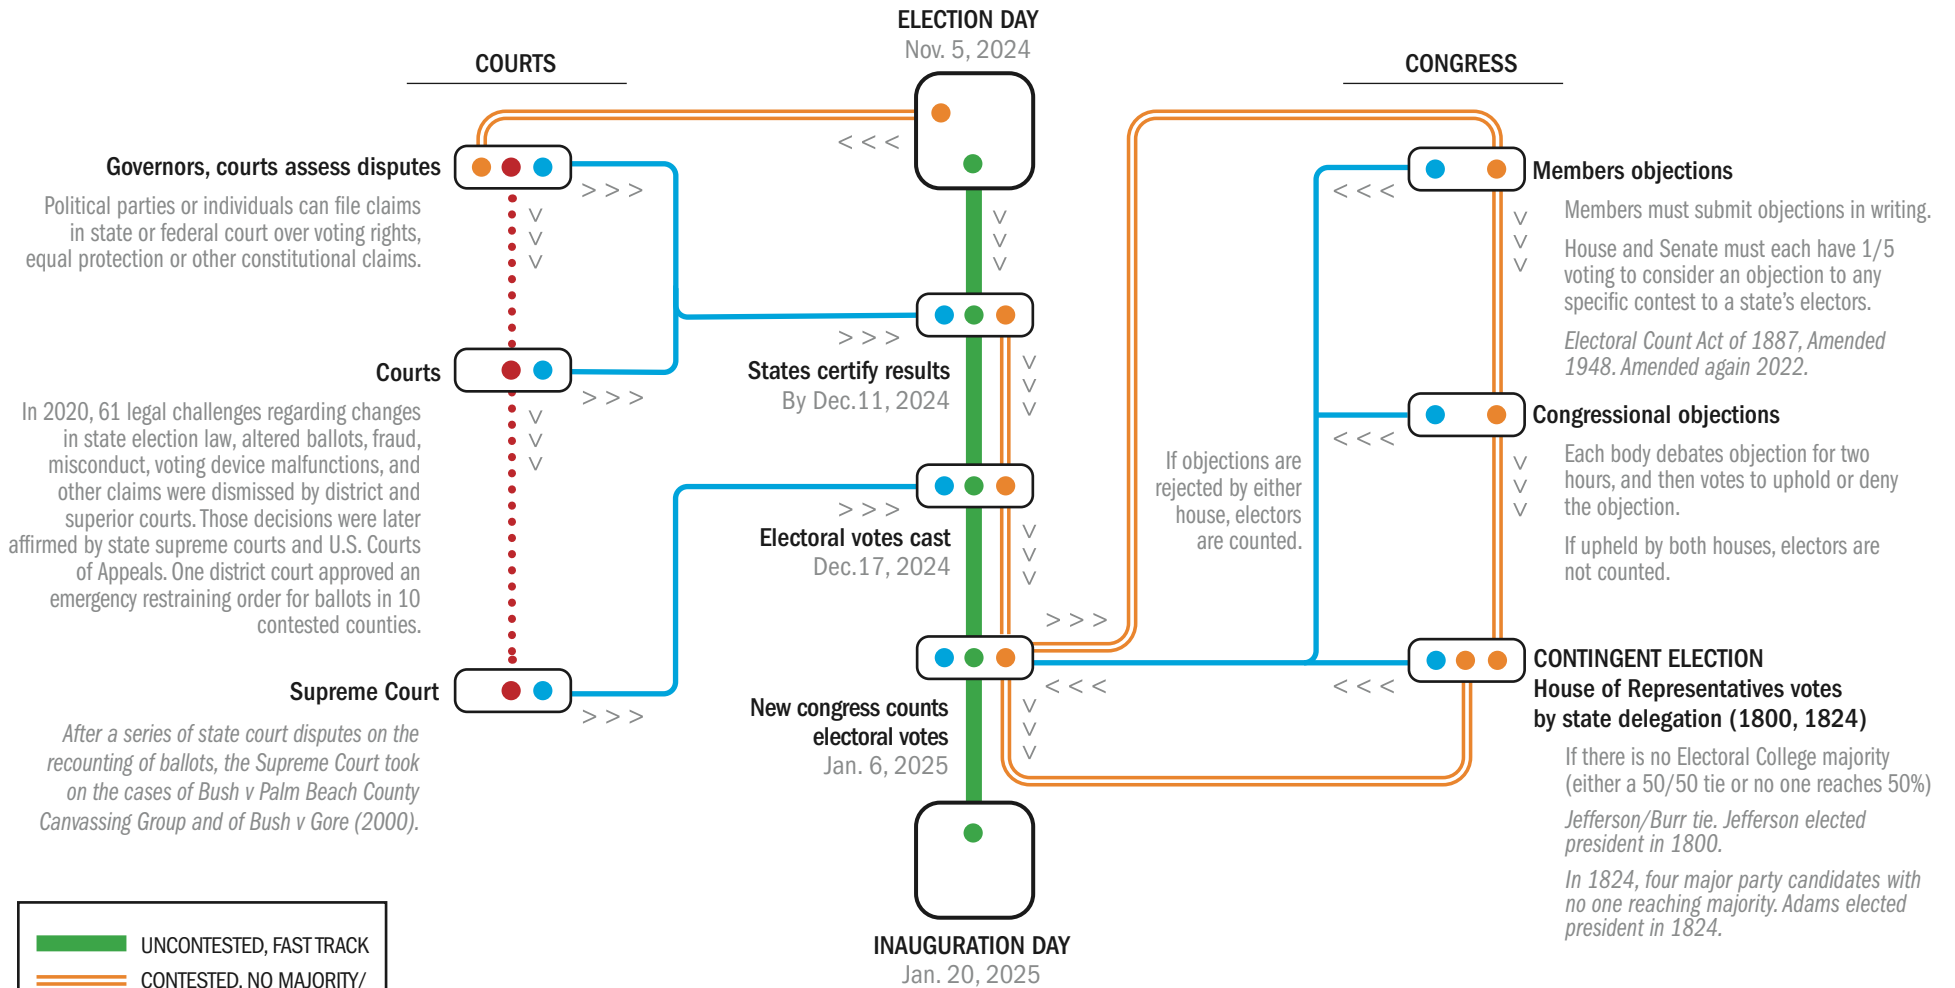 ELECTION DAY
Nov. 5, 2024
COURTS
CONGRESS
< < <
Governors, courts assess disputes
> > >
Political parties or individuals can file claims
in state or federal court over voting rights,
equal protection or other constitutional claims.
Courts
> > >
In 2020, 61 legal challenges regarding changes
in state election law, altered ballots, fraud,
misconduct, voting device malfunctions, and
other claims were dismissed by district and
superior courts. Those decisions were later
affirmed by state supreme courts and U.S. Courts
of Appeals. One district court approved an
emergency restraining order for ballots in 10
contested counties.
Supreme Court
> > >
After a series of state court disputes on the
recounting of ballots, the Supreme Court took
on the cases of Bush v Palm Beach County
Canvassing Group and of Bush v Gore (2000).
> > >
States certify results
By Dec.11, 2024
> > >
Electoral votes cast
Dec.17, 2024
> > >
< < <
New congress counts
electoral votes
Jan. 6, 2025
INAUGURATION DAY
Jan. 20, 2025
If objections are
rejected by either
house, electors
are counted.
< < <
Members objections
Members must submit objections in writing.
House and Senate must each have 1/5
voting to consider an objection to any
specific contest to a state’s electors.
Electoral Count Act of 1887, Amended
1948. Amended again 2022.
< < <
Congressional objections
Each body debates objection for two
hours, and then votes to uphold or deny
the objection.
If upheld by both houses, electors are
not counted.
< < <
CONTINGENT ELECTION
House of Representatives votes
by state delegation (1800, 1824)
If there is no Electoral College majority
(either a 50/50 tie or no one reaches 50%)
Jefferson/Burr tie. Jefferson elected
president in 1800.
In 1824, four major party candidates with
no one reaching majority. Adams elected
president in 1824.
UNCONTESTED, FAST TRACK
CONTESTED, NO MAJORITY/